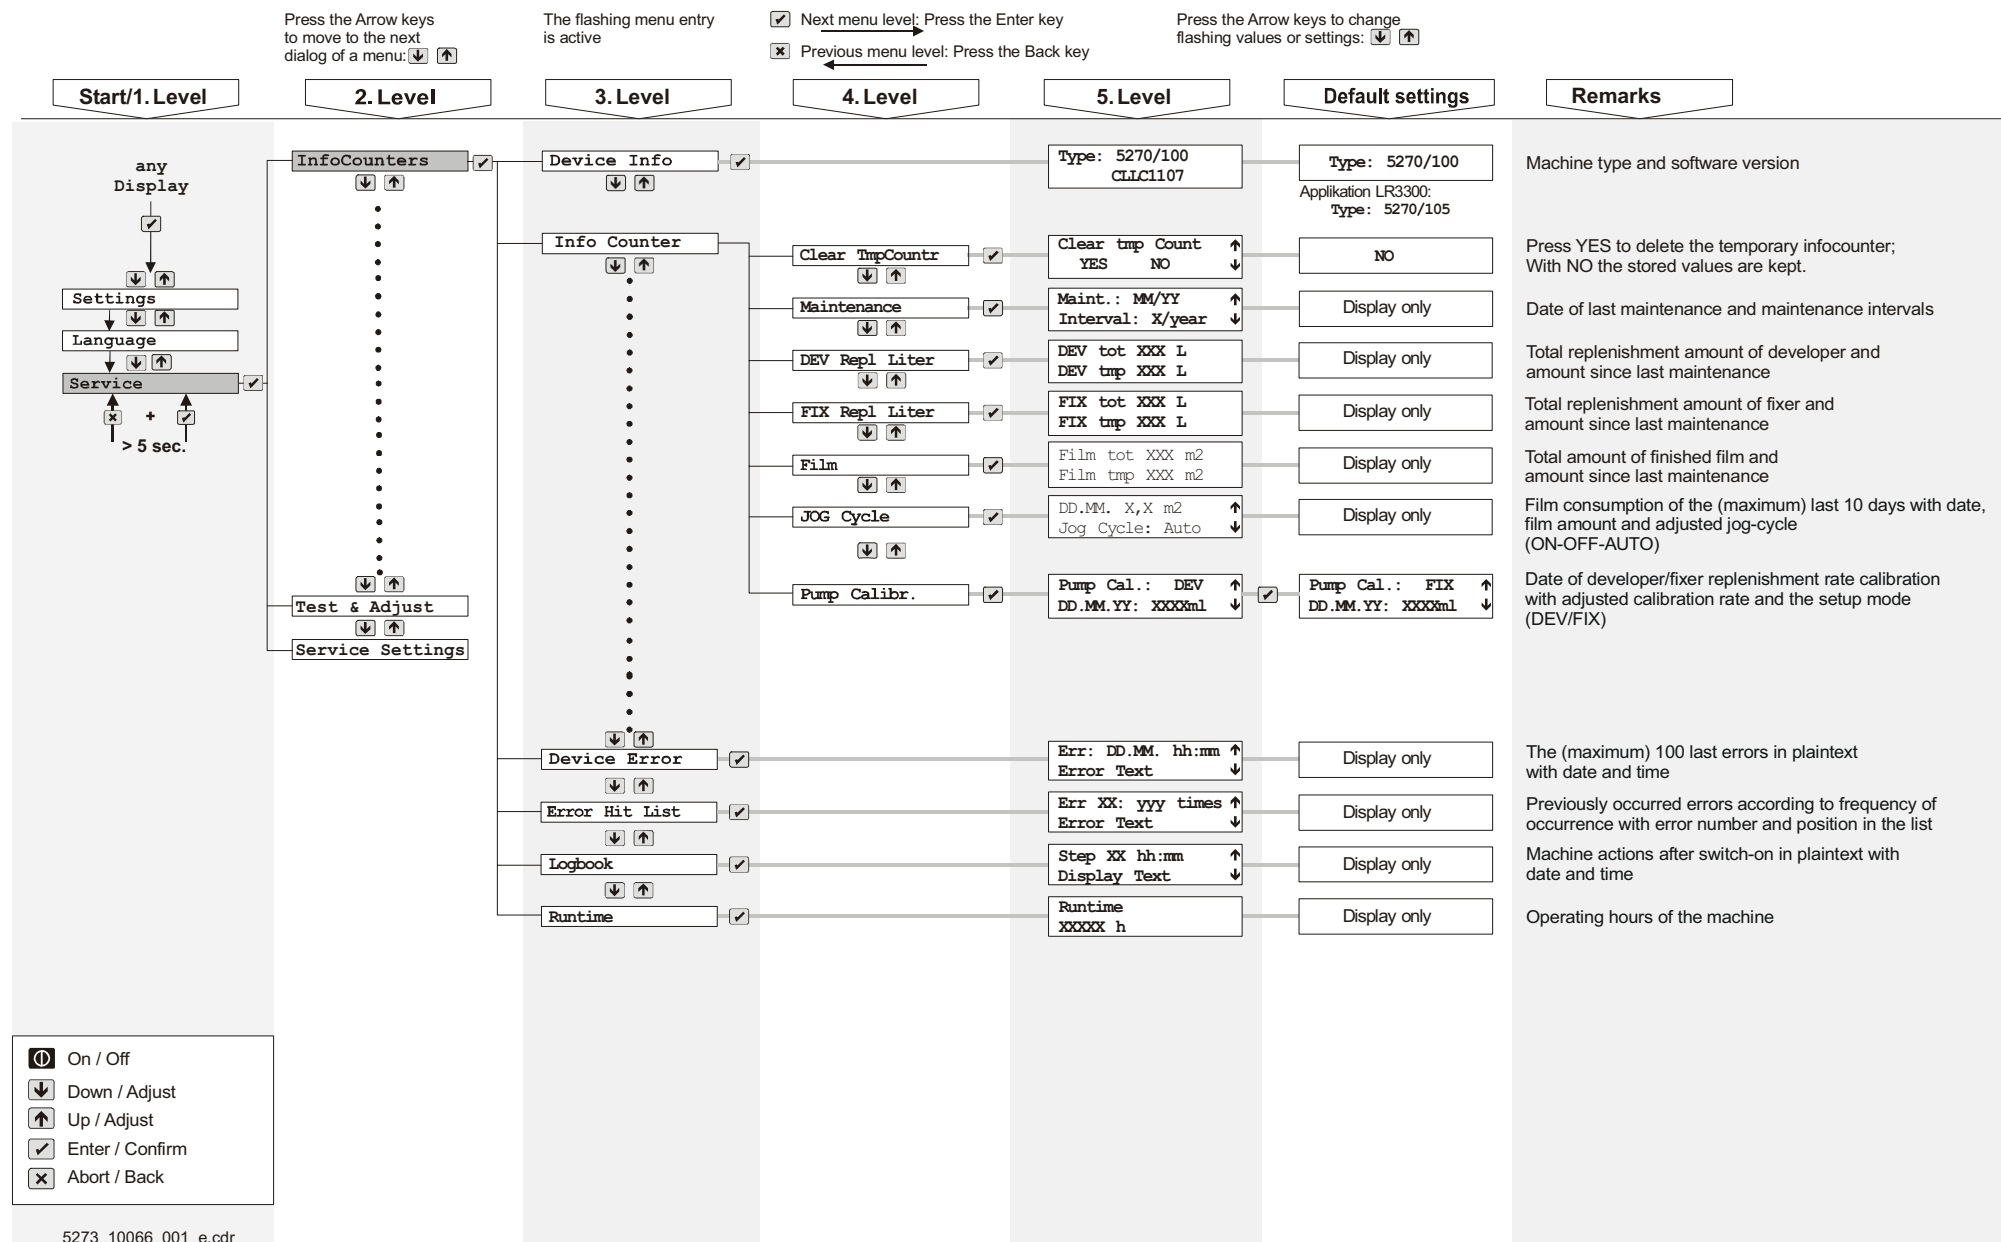 Press the Arrow keys
to move to the next
dialog of a menu:
The flashing menu entry
is active
Next menu level: Press the Enter key
Previous menu level: Press the Back key
Press the Arrow keys to change
flashing values or settings:
Start/1. Level
2. Level
3. Level
4. Level
5. Level
Default settings
Remarks
any
Display
Settings
Language
Service
+
> 5 sec.
InfoCounters
Test & Adjust
Service Settings
Device Info
Type: 5270/100
CLLC1107
Type: 5270/100
Applikation LR3300:
Type: 5270/105
Machine type and software version
Info Counter
Clear TmpCountr
Clear tmp Count
YES NO
NO
Press YES to delete the temporary infocounter;
With NO the stored values are kept.
Maintenance
Maint.: MM/YY
Interval: X/year
Display only
Date of last maintenance and maintenance intervals
DEV Repl Liter
DEV tot XXX L
DEV tmp XXX L
Display only
Total replenishment amount of developer and
amount since last maintenance
FIX Repl Liter
FIX tot XXX L
FIX tmp XXX L
Display only
Total replenishment amount of fixer and
amount since last maintenance
Film
Film tot XXX m2
Film tmp XXX m2
Display only
Total amount of finished film and
amount since last maintenance
JOG Cycle
DD.MM. X,X m2
Jog Cycle: Auto
Display only
Film consumption of the (maximum) last 10 days with date,
film amount and adjusted jog-cycle
(ON-OFF-AUTO)
Pump Calibr.
Pump Cal.: DEV
DD.MM.YY: XXXXml
Pump Cal.: FIX
DD.MM.YY: XXXXml
Date of developer/fixer replenishment rate calibration
with adjusted calibration rate and the setup mode
(DEV/FIX)
Device Error
Err: DD.MM. hh:mm
Error Text
Display only
The (maximum) 100 last errors in plaintext
with date and time
Error Hit List
Err XX: yyy times
Error Text
Display only
Previously occurred errors according to frequency of
occurrence with error number and position in the list
Logbook
Step XX hh:mm
Display Text
Display only
Machine actions after switch-on in plaintext with
date and time
Runtime
Runtime
XXXXX h
Display only
Operating hours of the machine
On / Off
Down / Adjust
Up / Adjust
Enter / Confirm
Abort / Back
5273_10066_001_e.cdr